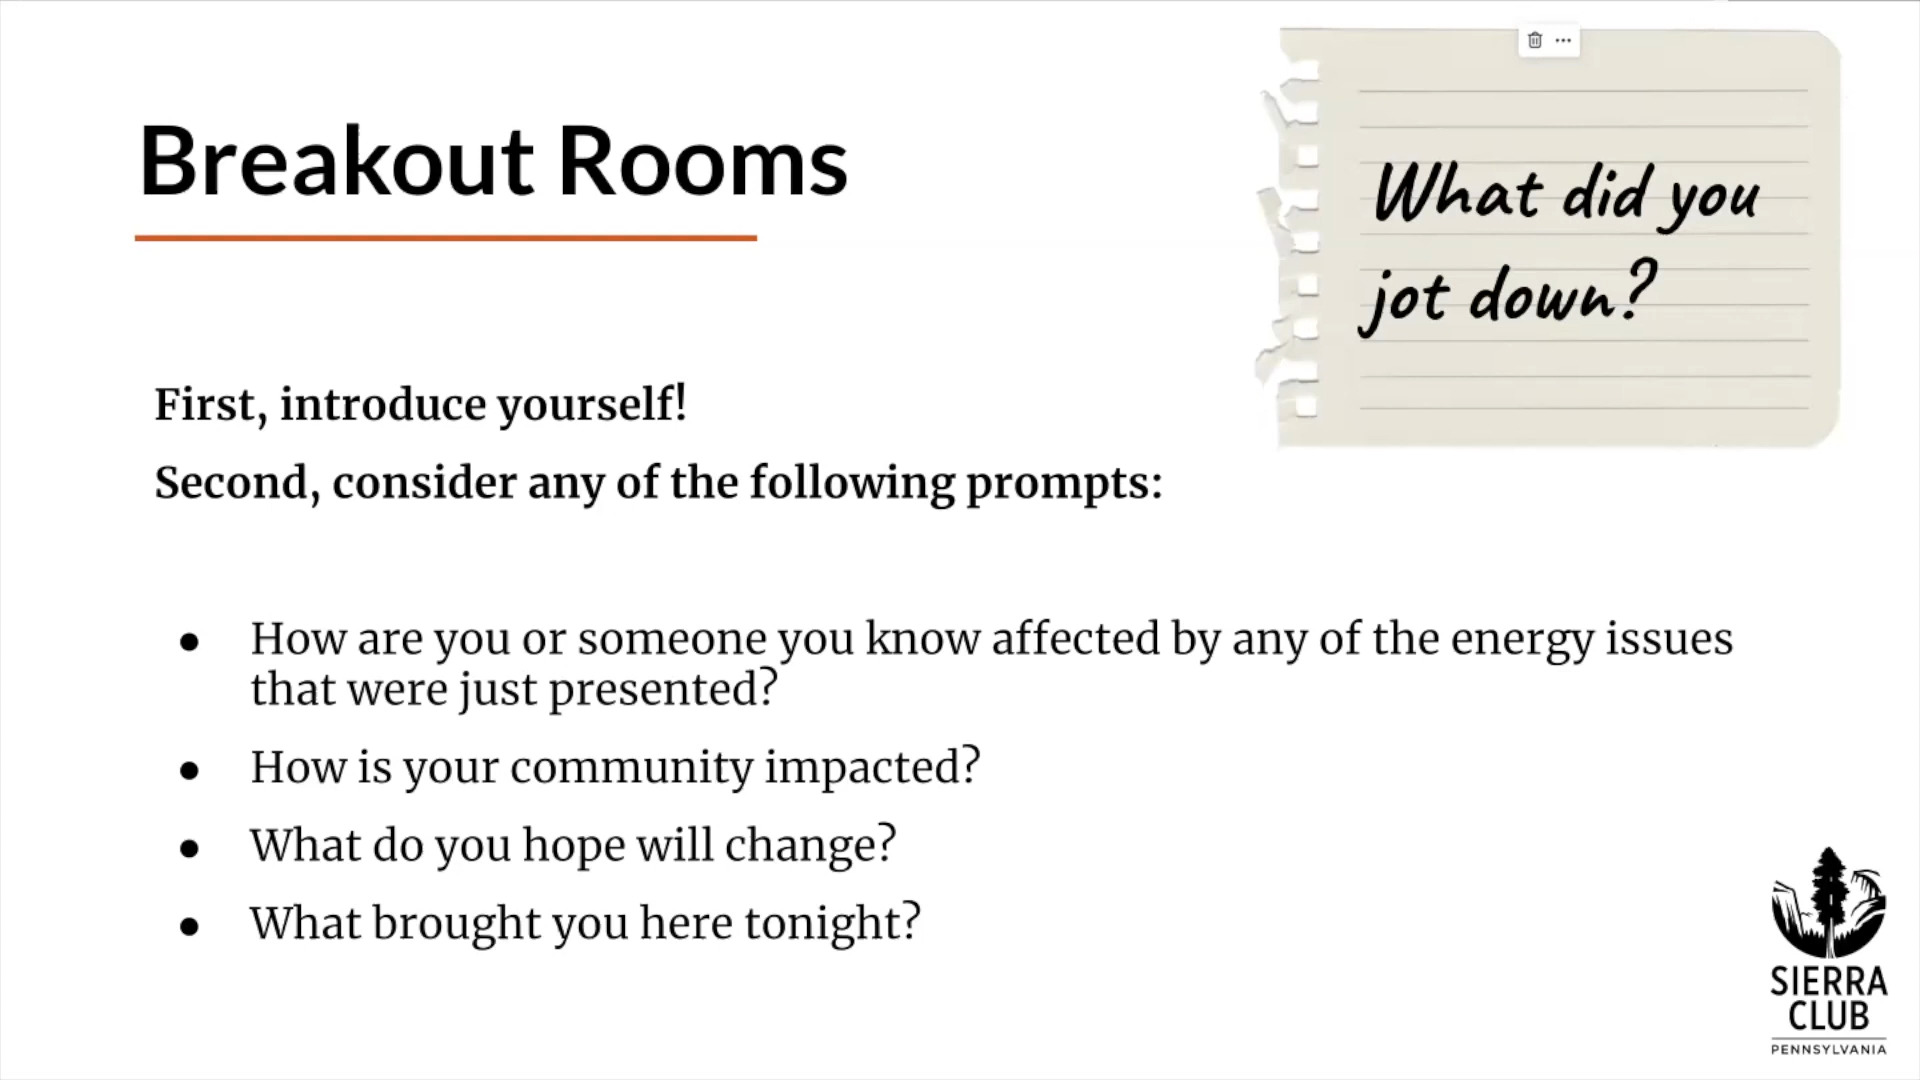 Breakout Rooms
What did you
jot down?
First, introduce yourself!
Second, consider any of the following prompts:
● How are you or someone you know affected by any of the energy issues
that were just presented?
● How is your community impacted?
● What do you hope will change?
● What brought you here tonight?
SIERRA
CLUB
PENNSYLVANIA